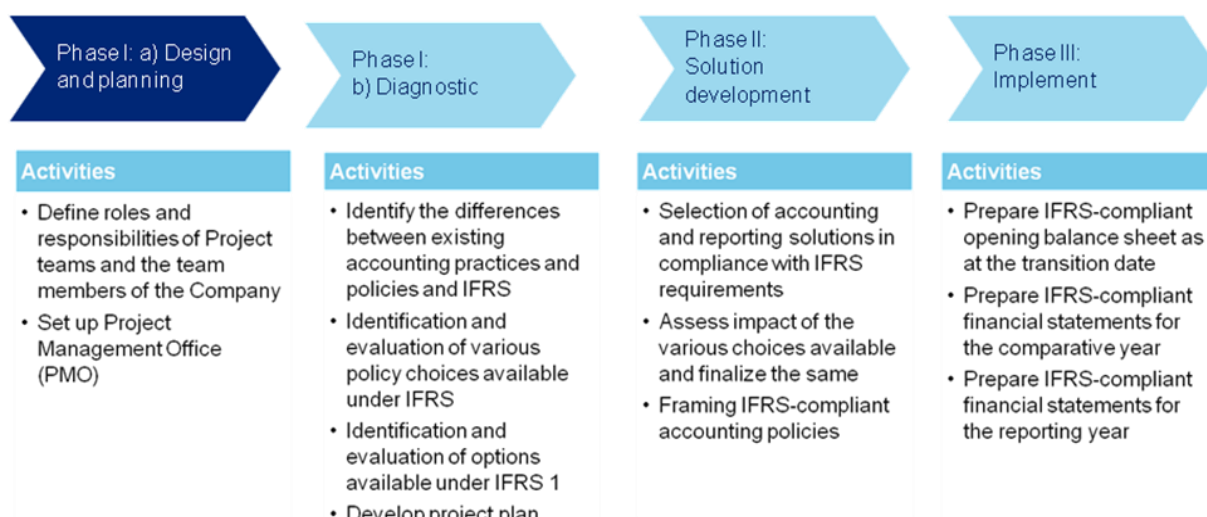 Phase I: a) Design
and planning
Phase I:
b) Diagnostic
Phase II:
Solution
development
Phase III:
Implement
Activities
• Define roles and
responsibilities of Project
teams and the team
members of the Company
• Set up Project
Management Office
(PMO)
Activities
• Identify the differences
between existing
accounting practices and
policies and IFRS
• Identification and
evaluation of various
policy choices available
under IFRS
• Identification and
evaluation of options
available under IFRS 1
• Develop project plan
Activities
• Selection of accounting
and reporting solutions in
compliance with IFRS
requirements
• Assess impact of the
various choices available
and finalize the same
• Framing IFRS-compliant
accounting policies
Activities
• Prepare IFRS-compliant
opening balance sheet as
at the transition date
• Prepare IFRS-compliant
financial statements for
the comparative year
• Prepare IFRS-compliant
financial statements for
the reporting year